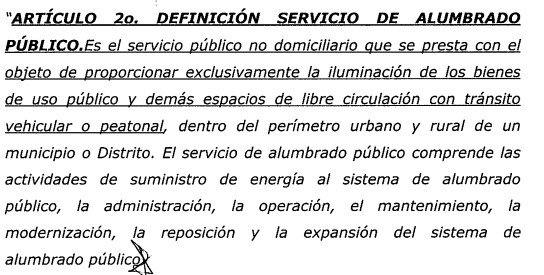 "ARTÍCULO 2o. DEFINICIÓN SERVICIO DE ALUMBRADO
PÚBLICO.Es el servicio público no domiciliario que se presta con el
objeto de proporcionar exclusivamente la iluminación de los bienes
de uso público y demás espacios de libre circulación con tránsito
vehicular o peatonal, dentro del perímetro urbano y rural de un
municipio o Distrito. El servicio de alumbrado público comprende las
actividades de suministro de energía al sistema de alumbrado
público, la administración, la operación, el mantenimiento, la
modernización, la reposición y la expansión del sistema de
alumbrado público